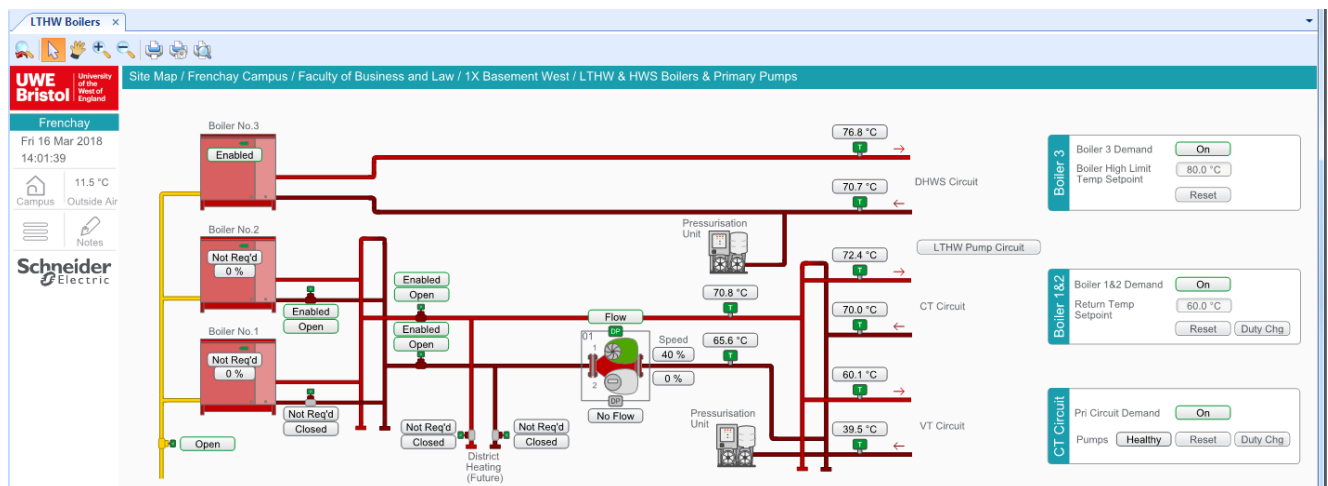 LTHW Boilers ×
UWE Bristol
University of the West of England
Site Map / Frenchay Campus / Faculty of Business and Law / 1X Basement West / LTHW & HWS Boilers & Primary Pumps
Frenchay
Fri 16 Mar 2018
14:01:39
11.5 °C
Campus
Outside Air
Notes
Schneider
Electric
Boiler No.3
Enabled
76.8 °C
T
70.7 °C
T
DHWS Circuit
Pressurisation
Unit
Boiler No.2
Not Req'd
0 %
Enabled
Open
Enabled
Open
Boiler No.1
Not Req'd
0 %
Enabled
Open
Not Req'd
Closed
Open
Not Req'd
Closed
Not Req'd
Closed
District
Heating
(Future)
Flow
DP
01
1
2
Speed
40 %
0 %
DP
No Flow
70.8 °C
T
65.6 °C
T
Pressurisation
Unit
LTHW Pump Circuit
72.4 °C
T
70.0 °C
T
CT Circuit
60.1 °C
T
39.5 °C
T
VT Circuit
Boiler 3
Boiler 3 Demand
On
Boiler High Limit
Temp Setpoint
80.0 °C
Reset
Boiler 1&2
Boiler 1&2 Demand
On
Return Temp
Setpoint
60.0 °C
Reset
Duty Chg
CT Circuit
Pri Circuit Demand
On
Pumps
Healthy
Reset
Duty Chg